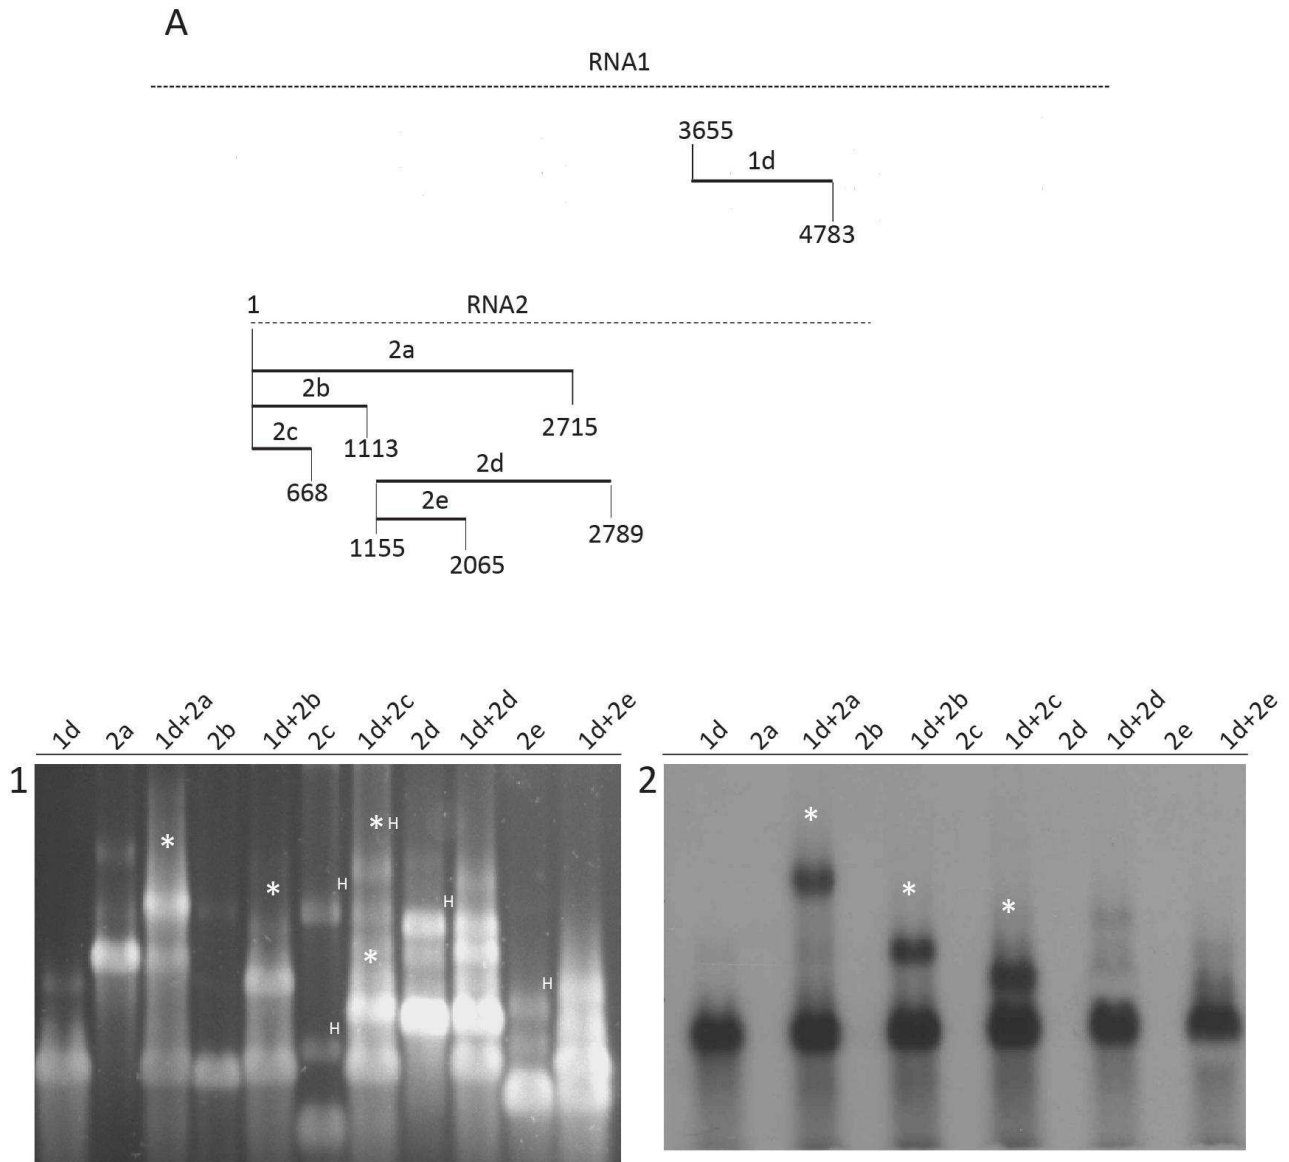 A
RNA1
3655
1d
4783
1 RNA2
2a
2b
2715
2c
1113
2d
668
2e
2789
1155
2065
1d 2a 1d+2a 2b 1d+2b 2c 1d+2c 2d 1d+2d 2e 1d+2e
1d 2a 1d+2a 2b 1d+2b 2c 1d+2c 2d 1d+2d 2e 1d+2e
1
* *H * H H * H H
2
* * *